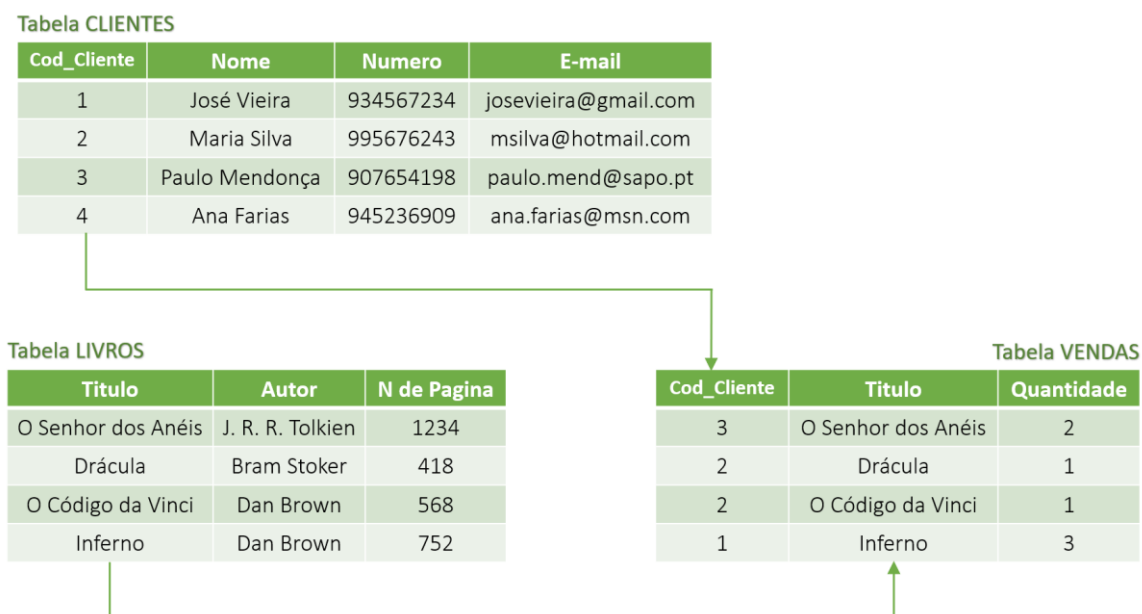 Tabela CLIENTES
Cod_Cliente Nome Numero E-mail
1 José Vieira 934567234 josevieira@gmail.com
2 Maria Silva 995676243 msilva@hotmail.com
3 Paulo Mendonça 907654198 paulo.mend@sapo.pt
4 Ana Farias 945236909 ana.farias@msn.com
Tabela LIVROS
Titulo Autor N de Pagina
O Senhor dos Anéis J. R. R. Tolkien 1234
Drácula Bram Stoker 418
O Código da Vinci Dan Brown 568
Inferno Dan Brown 752
Tabela VENDAS
Cod_Cliente Titulo Quantidade
3 O Senhor dos Anéis 2
2 Drácula 1
2 O Código da Vinci 1
1 Inferno 3